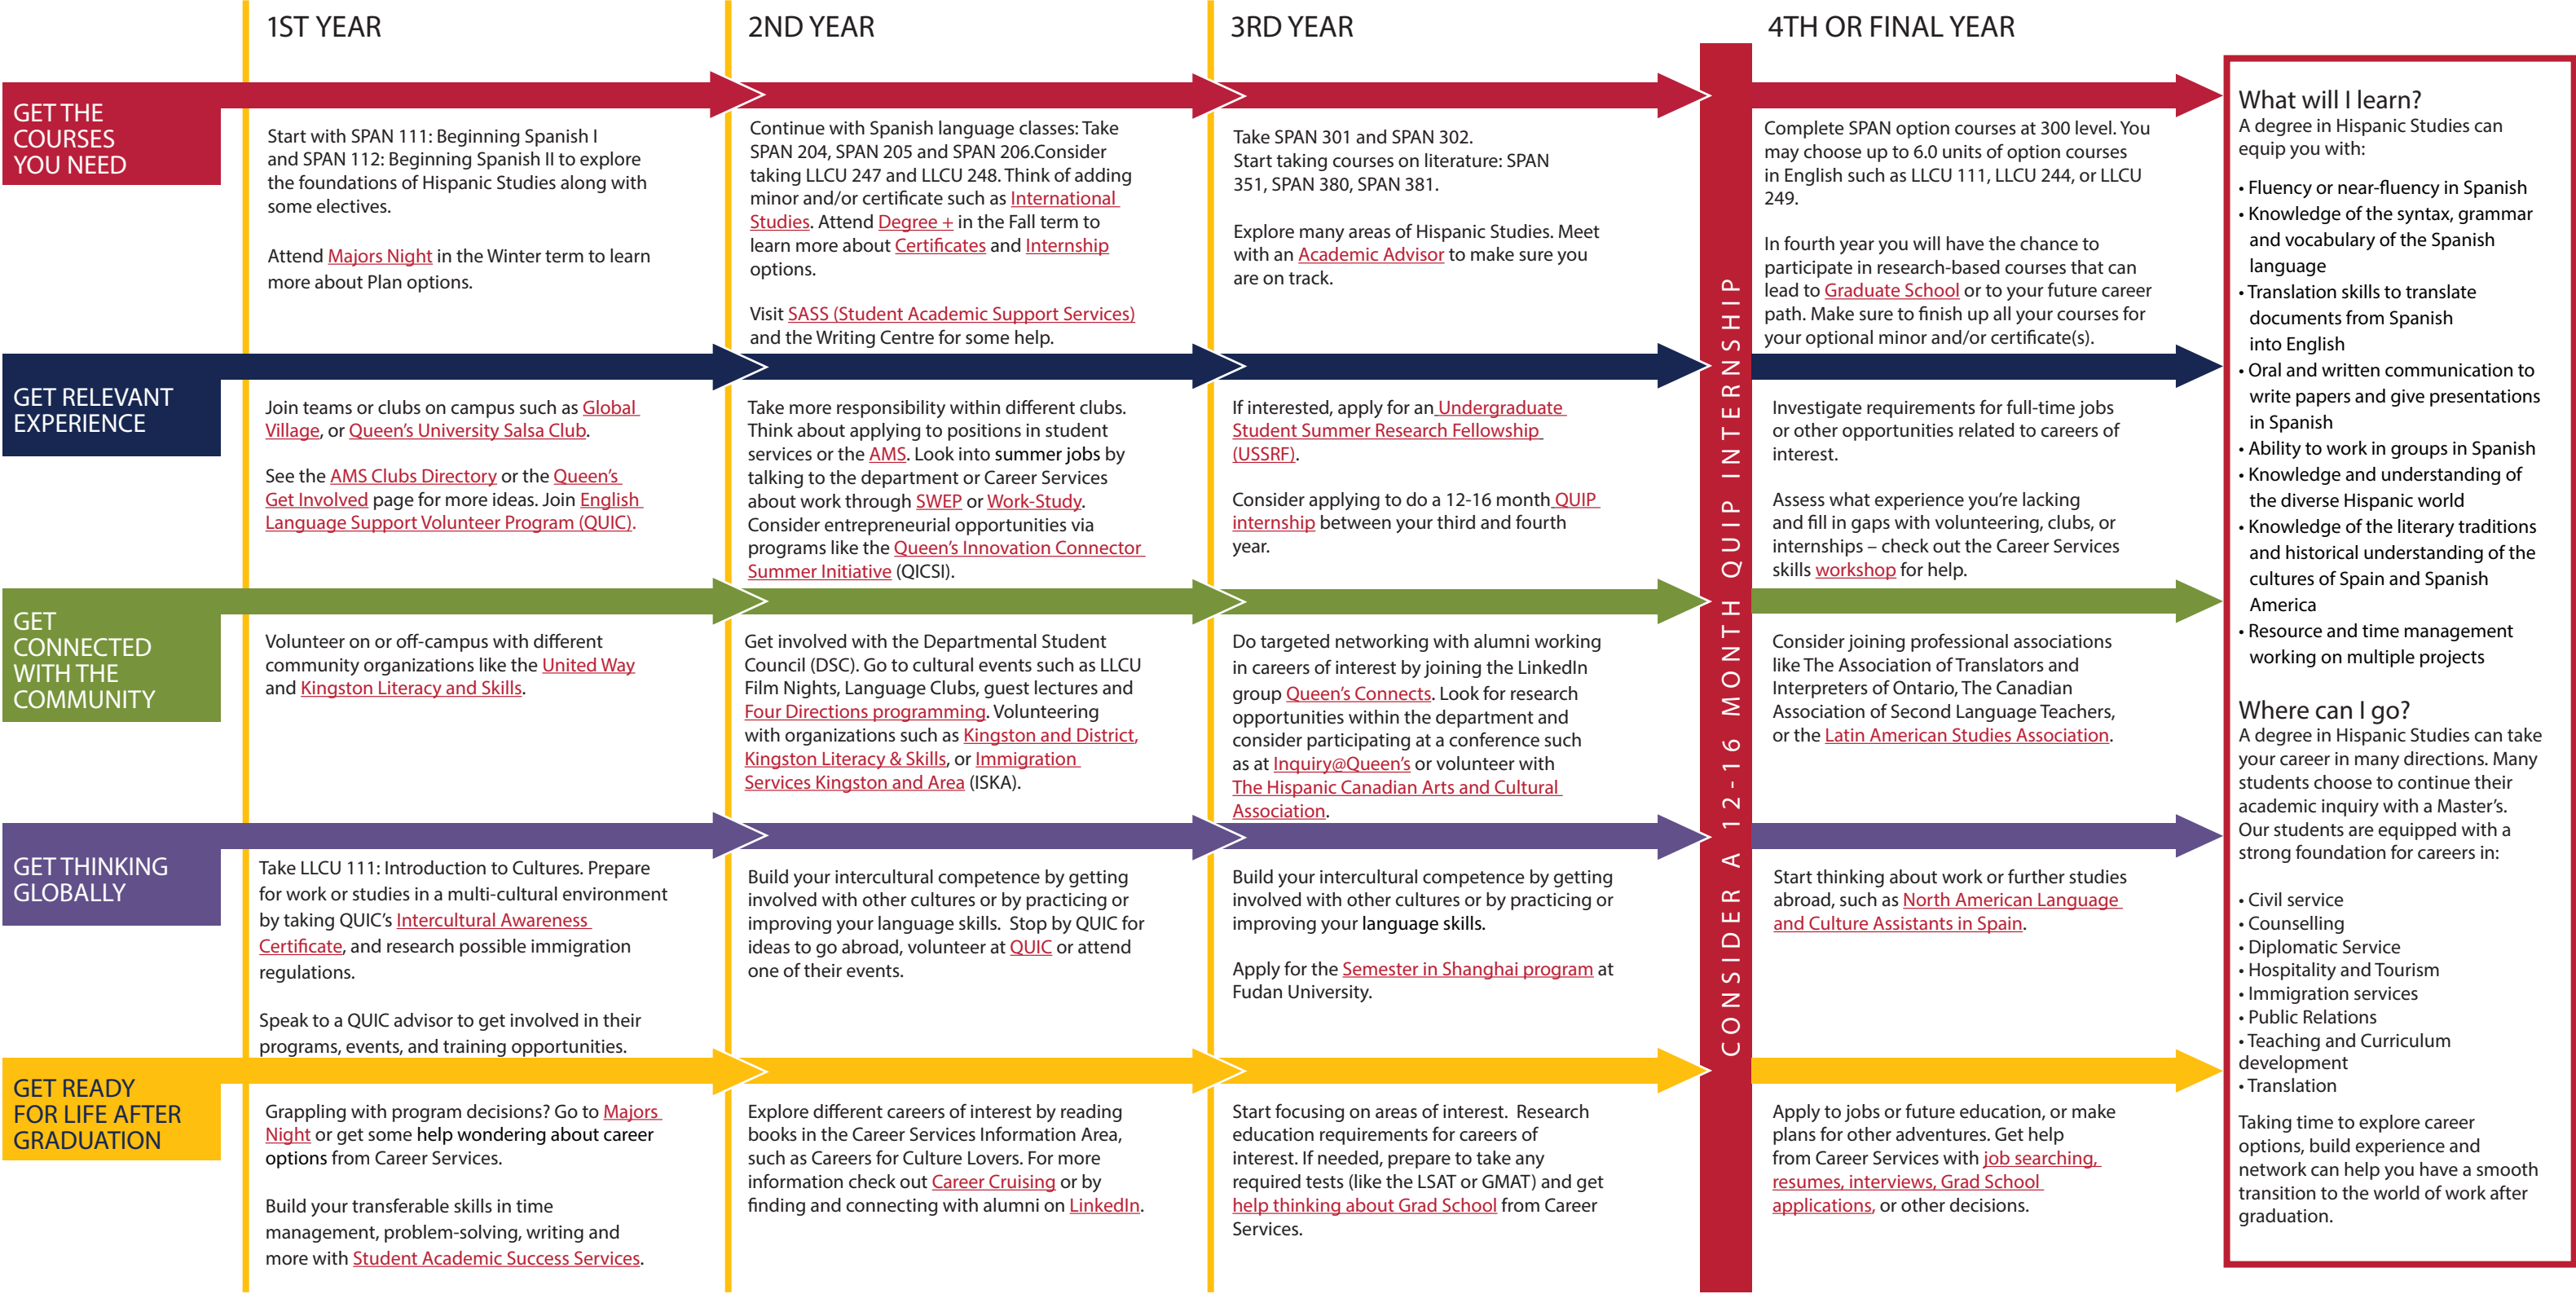 1ST YEAR
2ND YEAR
3RD YEAR
4TH OR FINAL YEAR
GET THE
COURSES
YOU NEED
Start with SPAN 111: Beginning Spanish I
and SPAN 112: Beginning Spanish II to explore
the foundations of Hispanic Studies along with
some electives.
Attend Majors Night in the Winter term to learn
more about Plan options.
Continue with Spanish language classes: Take
SPAN 204, SPAN 205 and SPAN 206.Consider
taking LLCU 247 and LLCU 248. Think of adding
minor and/or certificate such as International
Studies. Attend Degree + in the Fall term to
learn more about Certificates and Internship
options.
Visit SASS (Student Academic Support Services)
and the Writing Centre for some help.
Take SPAN 301 and SPAN 302.
Start taking courses on literature: SPAN
351, SPAN 380, SPAN 381.
Explore many areas of Hispanic Studies. Meet
with an Academic Advisor to make sure you
are on track.
Complete SPAN option courses at 300 level. You
may choose up to 6.0 units of option courses
in English such as LLCU 111, LLCU 244, or LLCU
249.
In fourth year you will have the chance to
participate in research-based courses that can
lead to Graduate School or to your future career
path. Make sure to finish up all your courses for
your optional minor and/or certificate(s).
GET RELEVANT
EXPERIENCE
Join teams or clubs on campus such as Global
Village, or Queen's University Salsa Club.
See the AMS Clubs Directory or the Queen's
Get Involved page for more ideas. Join English
Language Support Volunteer Program (QUIC).
Take more responsibility within different clubs.
Think about applying to positions in student
services or the AMS. Look into summer jobs by
talking to the department or Career Services
about work through SWEP or Work-Study.
Consider entrepreneurial opportunities via
programs like the Queen's Innovation Connector
Summer Initiative (QICSI).
If interested, apply for an Undergraduate
Student Summer Research Fellowship
(USSRF).
Consider applying to do a 12-16 month QUIP
internship between your third and fourth
year.
Investigate requirements for full-time jobs
or other opportunities related to careers of
interest.
Assess what experience you're lacking
and fill in gaps with volunteering, clubs, or
internships – check out the Career Services
skills workshop for help.
GET
CONNECTED
WITH THE
COMMUNITY
Volunteer on or off-campus with different
community organizations like the United Way
and Kingston Literacy and Skills.
Get involved with the Departmental Student
Council (DSC). Go to cultural events such as LLCU
Film Nights, Language Clubs, guest lectures and
Four Directions programming. Volunteering
with organizations such as Kingston and District,
Kingston Literacy & Skills, or Immigration
Services Kingston and Area (ISKA).
Do targeted networking with alumni working
in careers of interest by joining the LinkedIn
group Queen's Connects. Look for research
opportunities within the department and
consider participating at a conference such
as at Inquiry@Queen's or volunteer with
The Hispanic Canadian Arts and Cultural
Association.
Consider joining professional associations
like The Association of Translators and
Interpreters of Ontario, The Canadian
Association of Second Language Teachers,
or the Latin American Studies Association.
GET THINKING
GLOBALLY
Take LLCU 111: Introduction to Cultures. Prepare
for work or studies in a multi-cultural environment
by taking QUIC's Intercultural Awareness
Certificate, and research possible immigration
regulations.
Speak to a QUIC advisor to get involved in their
programs, events, and training opportunities.
Build your intercultural competence by getting
involved with other cultures or by practicing or
improving your language skills.  Stop by QUIC for
ideas to go abroad, volunteer at QUIC or attend
one of their events.
Build your intercultural competence by getting
involved with other cultures or by practicing or
improving your language skills.
Apply for the Semester in Shanghai program at
Fudan University.
Start thinking about work or further studies
abroad, such as North American Language
and Culture Assistants in Spain.
GET READY
FOR LIFE AFTER
GRADUATION
Grappling with program decisions? Go to Majors
Night or get some help wondering about career
options from Career Services.
Build your transferable skills in time
management, problem-solving, writing and
more with Student Academic Success Services.
Explore different careers of interest by reading
books in the Career Services Information Area,
such as Careers for Culture Lovers. For more
information check out Career Cruising or by
finding and connecting with alumni on LinkedIn.
Start focusing on areas of interest.  Research
education requirements for careers of
interest. If needed, prepare to take any
required tests (like the LSAT or GMAT) and get
help thinking about Grad School from Career
Services.
Apply to jobs or future education, or make
plans for other adventures. Get help
from Career Services with job searching,
resumes, interviews, Grad School
applications, or other decisions.
CONSIDER A 12-16 MONTH QUIP INTERNSHIP
What will I learn?
A degree in Hispanic Studies can
equip you with:
• Fluency or near-fluency in Spanish
• Knowledge of the syntax, grammar
and vocabulary of the Spanish
language
• Translation skills to translate
documents from Spanish
into English
• Oral and written communication to
write papers and give presentations
in Spanish
• Ability to work in groups in Spanish
• Knowledge and understanding of
the diverse Hispanic world
• Knowledge of the literary traditions
and historical understanding of the
cultures of Spain and Spanish
America
• Resource and time management
working on multiple projects
Where can I go?
A degree in Hispanic Studies can take
your career in many directions. Many
students choose to continue their
academic inquiry with a Master's.
Our students are equipped with a
strong foundation for careers in:
• Civil service
• Counselling
• Diplomatic Service
• Hospitality and Tourism
• Immigration services
• Public Relations
• Teaching and Curriculum
development
• Translation
Taking time to explore career
options, build experience and
network can help you have a smooth
transition to the world of work after
graduation.